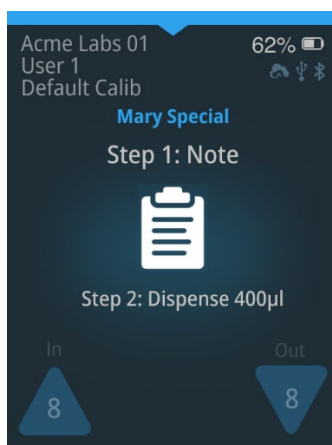 Acme Labs 01
62%
User 1
Default Calib
Mary Special
Step 1: Note
Step 2: Dispense 400µl
In
Out
8
8